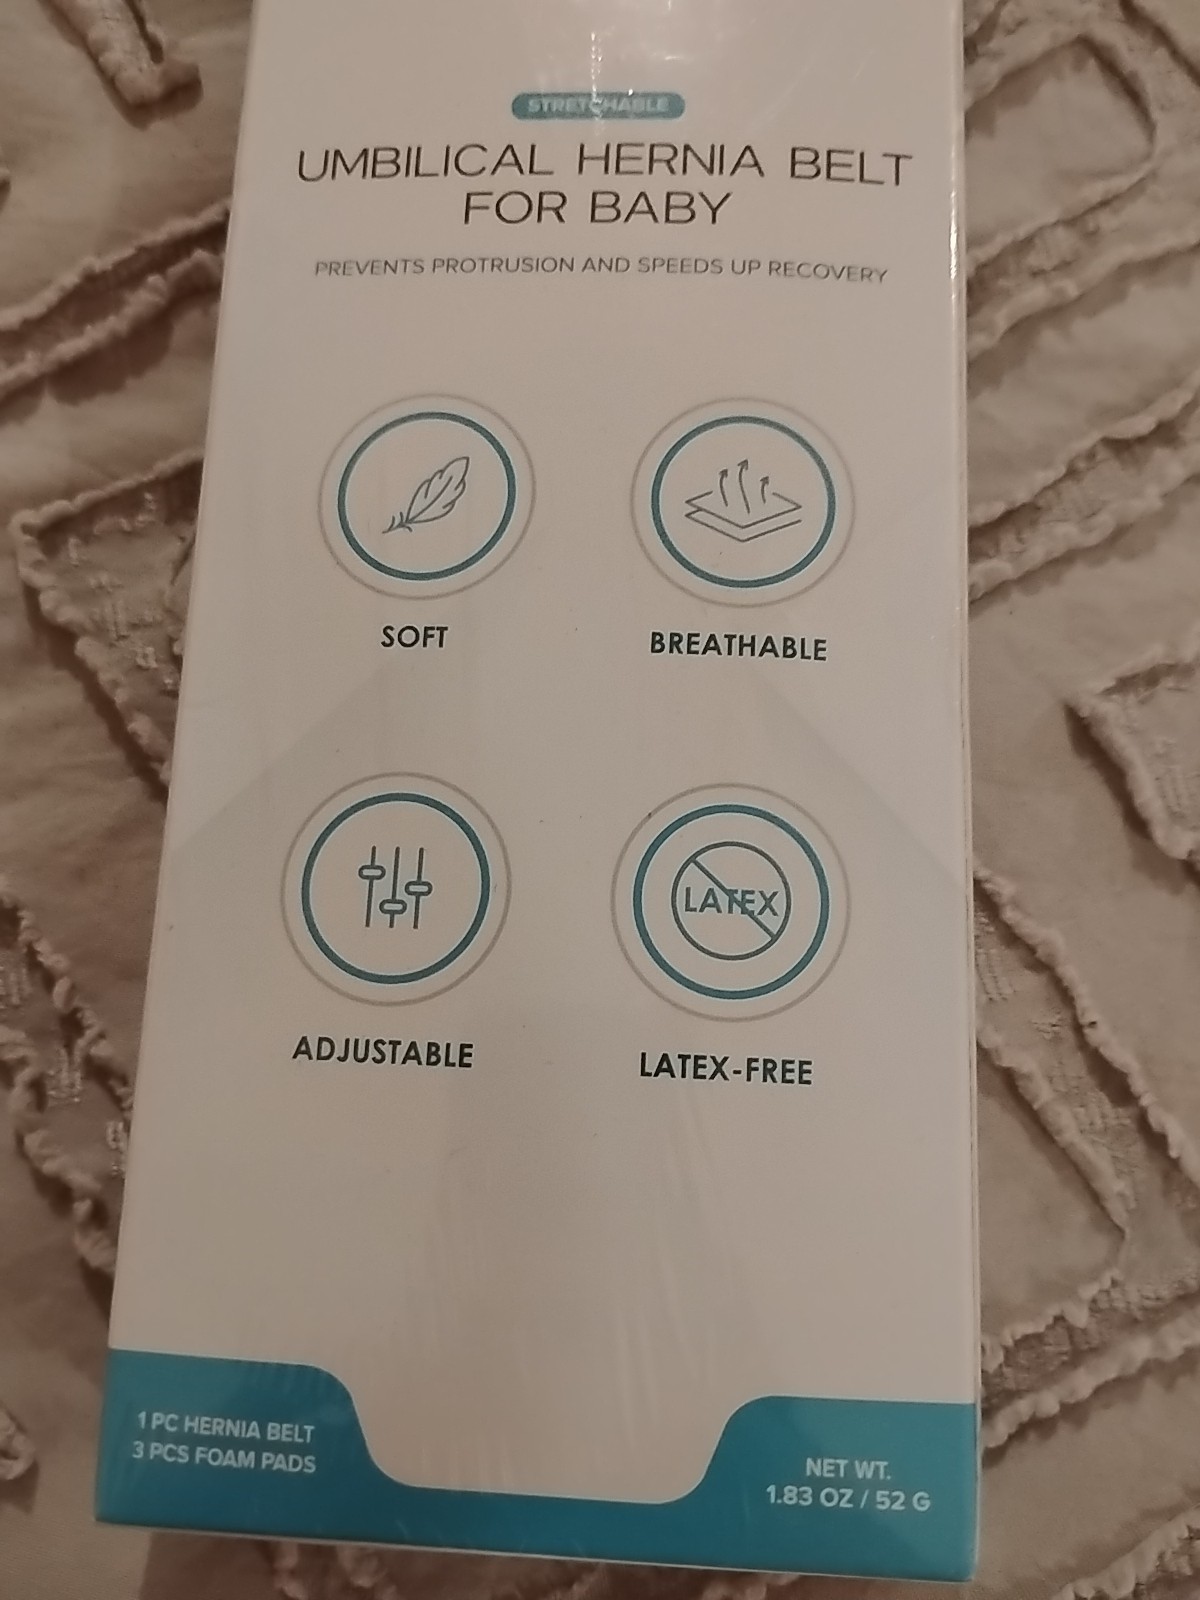 STRETCHABLE
UMBILICAL HERNIA BELT
FOR BABY
PREVENTS PROTRUSION AND SPEEDS UP RECOVERY
SOFT
BREATHABLE
LATEX
ADJUSTABLE
LATEX-FREE
1 PC HERNIA BELT
3 PCS FOAM PADS
NET WT.
1.83 OZ / 52 G